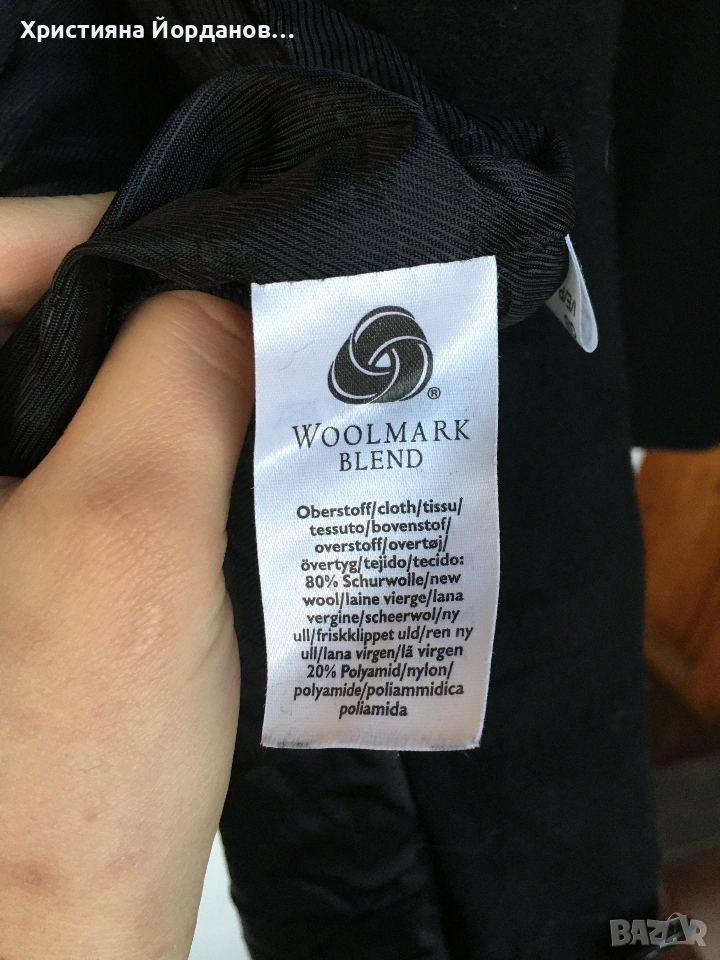 Християна Йорданов...
®
WOOLMARK
BLEND
Oberstoff/cloth/tissu/
tessuto/bovenstof/
overstoff/overtøj/
övertyg/tejido/tecido:
80% Schurwolle/new
wool/laine vierge/lana
vergine/scheerwol/ny
ull/friskklippet uld/ren ny
ull/lana virgen/lã virgen
20% Polyamid/nylon/
polyamide/poliammidica
poliamida
BAZAR